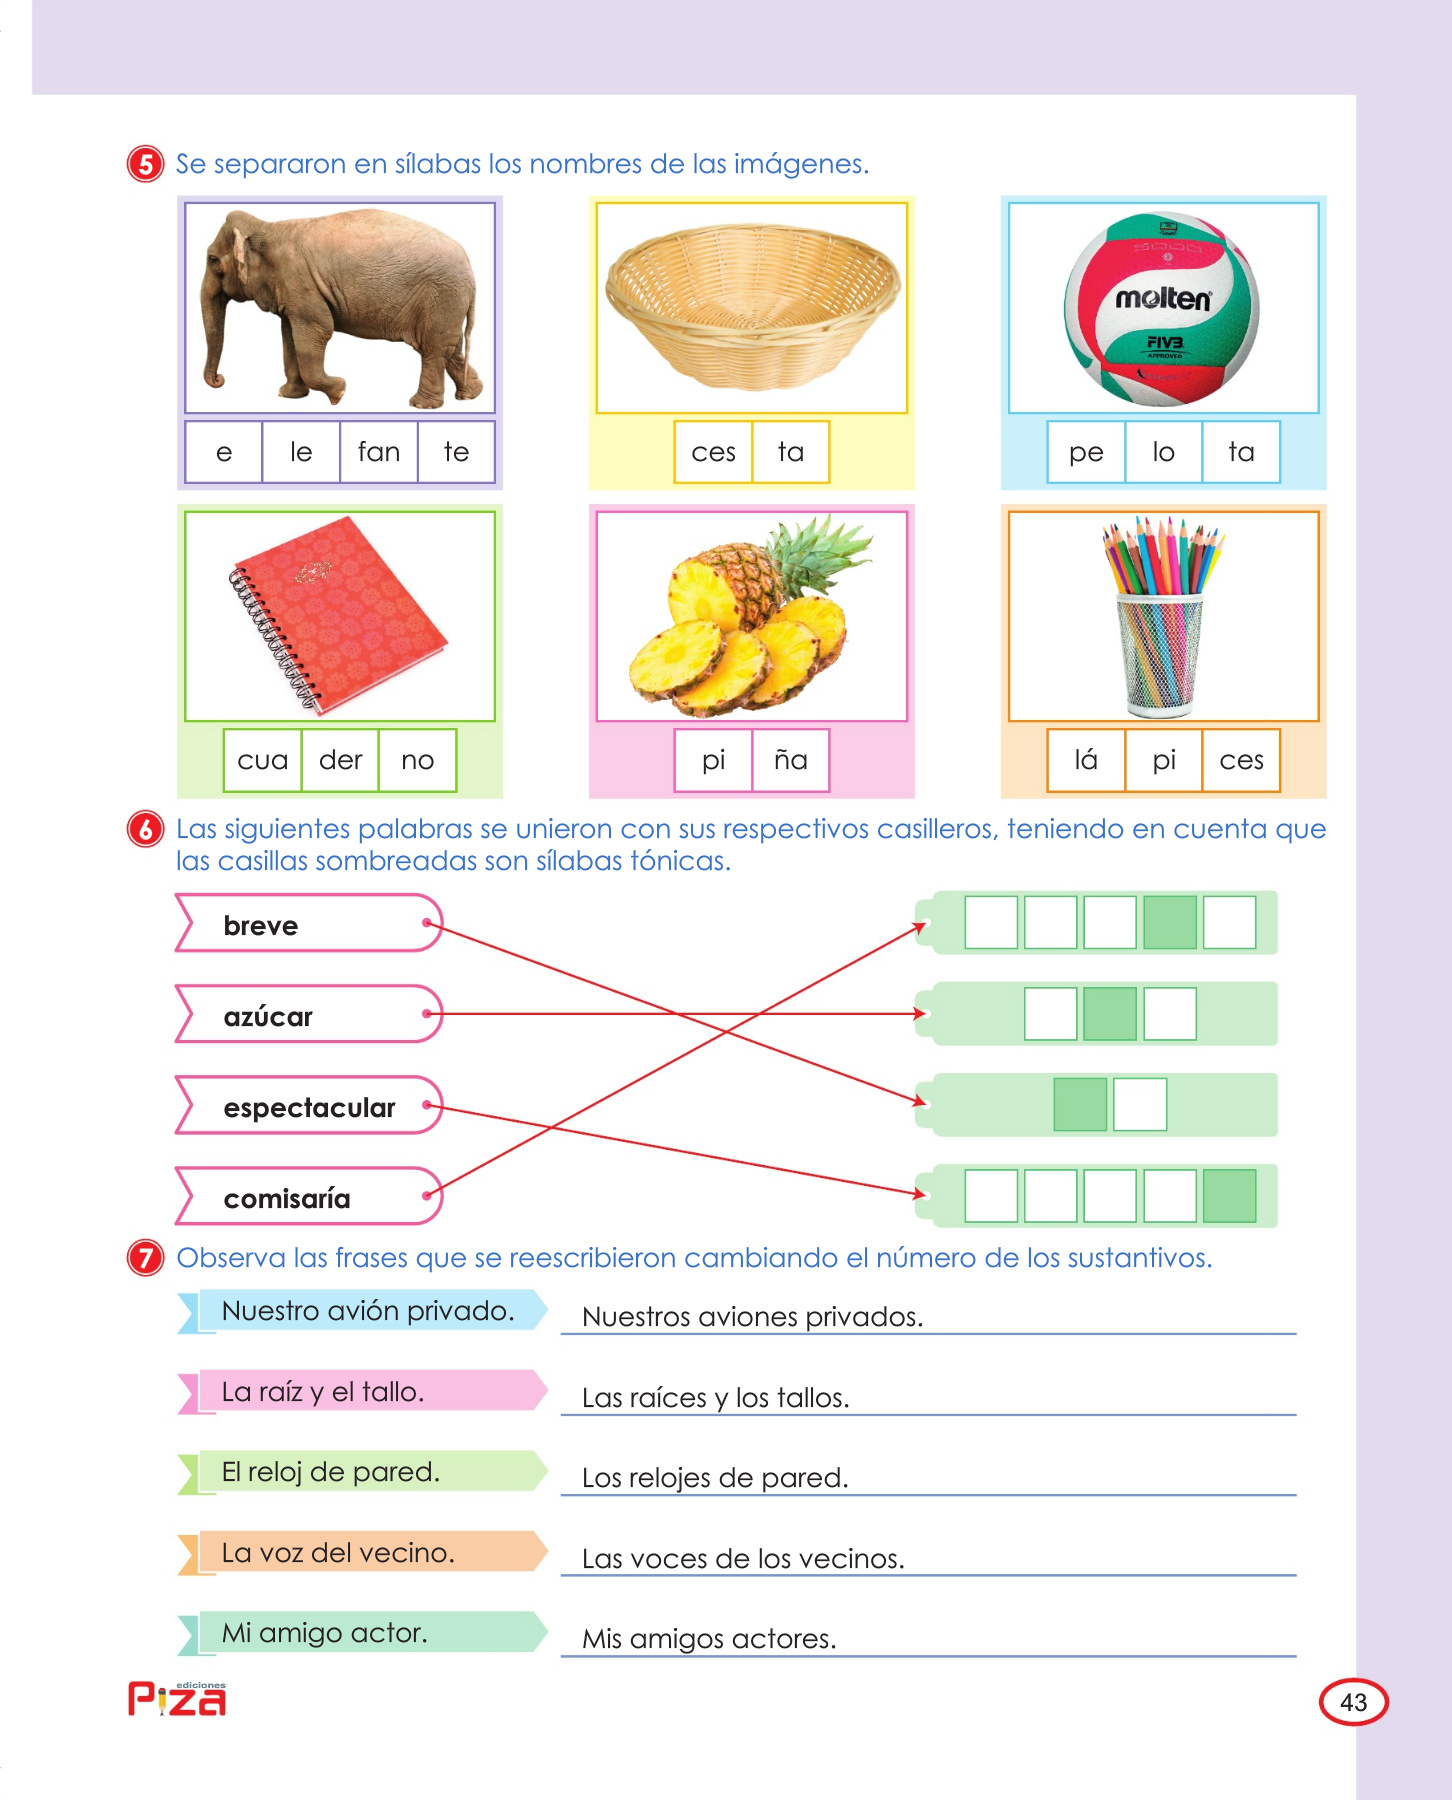 5 Se separaron en sílabas los nombres de las imágenes.
molten
FIVB
APPROVED
e le fan te
ces ta
pe lo ta
cua der no
pi ña
lá pi ces
6 Las siguientes palabras se unieron con sus respectivos casilleros, teniendo en cuenta que
las casillas sombreadas son sílabas tónicas.
breve
azúcar
espectacular
comisaría
7 Observa las frases que se reescribieron cambiando el número de los sustantivos.
Nuestro avión privado. Nuestros aviones privados.
La raíz y el tallo. Las raíces y los tallos.
El reloj de pared. Los relojes de pared.
La voz del vecino. Las voces de los vecinos.
Mi amigo actor. Mis amigos actores.
ediciones
Piza
43